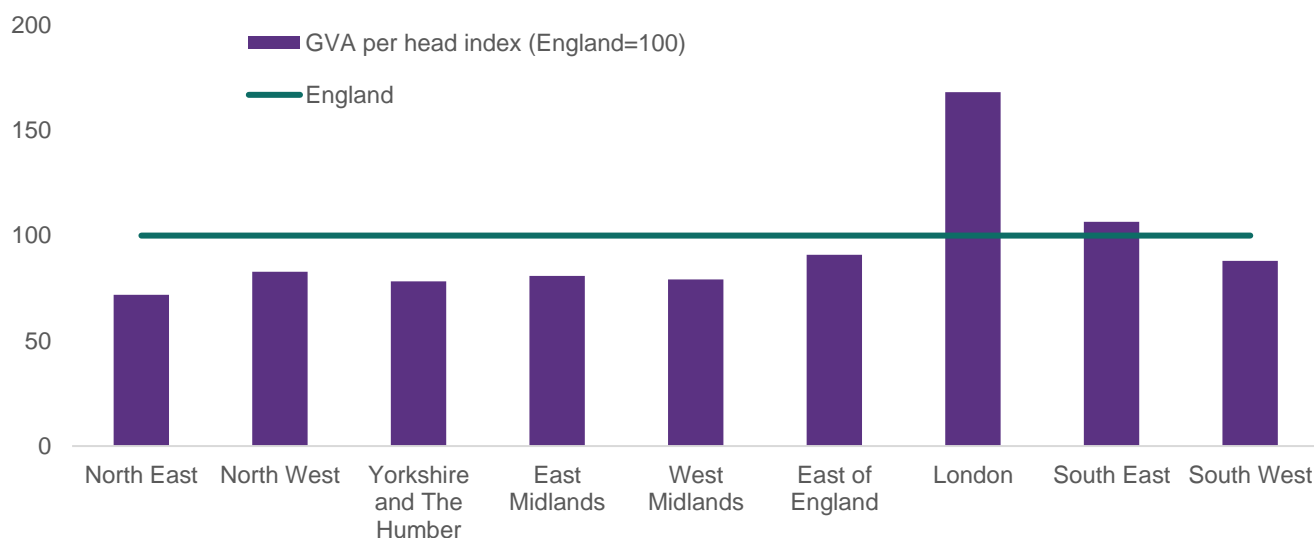 200
GVA per head index (England=100)
England
150
100
50
0
North East
North West
Yorkshire
and The
Humber
East
Midlands
West
Midlands
East of
England
London
South East
South West